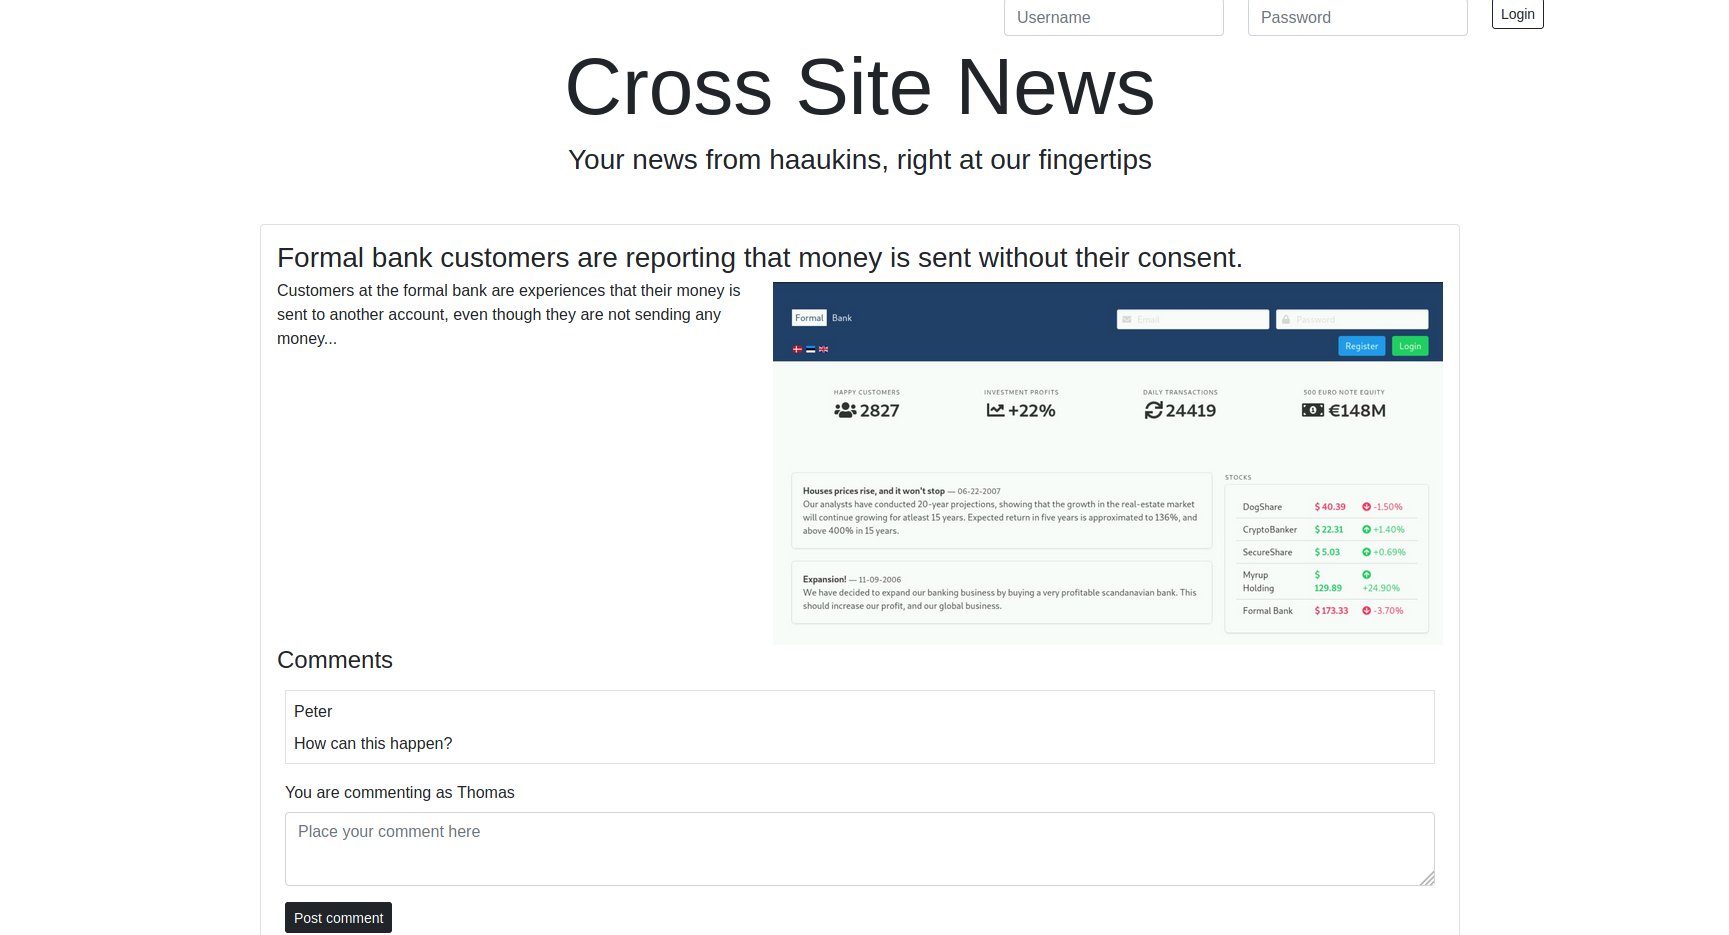 Username
Password
Login
Cross Site News
Your news from haaukins, right at our fingertips
Formal bank customers are reporting that money is sent without their consent.
Customers at the formal bank are experiences that their money is
sent to another account, even though they are not sending any
money...
Formal Bank
Email
Password
Register
Login
HAPPY CUSTOMERS
2827
INVESTMENT PROFITS
+22%
DAILY TRANSACTIONS
24419
500 EURO NOTE EQUITY
€148M
Houses prices rise, and it won't stop — 06-22-2007
Our analysts have conducted 20-year projections, showing that the growth in the real-estate market
will continue growing for atleast 15 years. Expected return in five years is approximated to 136%, and
above 400% in 15 years.
Expansion! — 11-09-2006
We have decided to expand our banking business by buying a very profitable scandanavian bank. This
should increase our profit, and our global business.
STOCKS
DogShare $ 40.39 -1.50%
CryptoBanker $ 22.31 +1.40%
SecureShare $ 5.03 +0.69%
Myrup $
Holding 129.89 +24.90%
Formal Bank $ 173.33 -3.70%
Comments
Peter
How can this happen?
You are commenting as Thomas
Place your comment here
Post comment